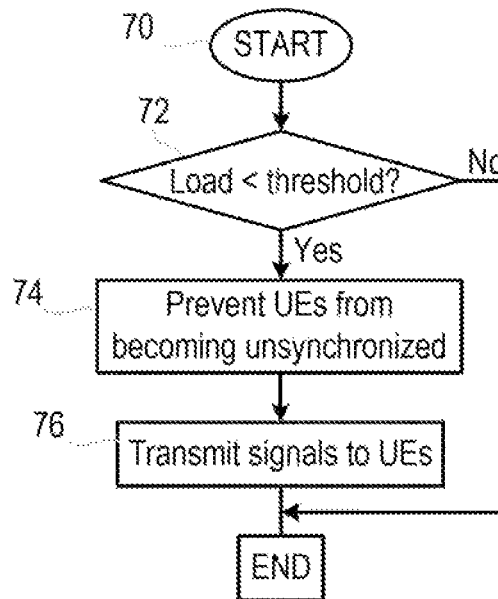 70
START
72
Load < threshold?
No
Yes
74
Prevent UEs from
becoming unsynchronized
76
Transmit signals to UEs
END